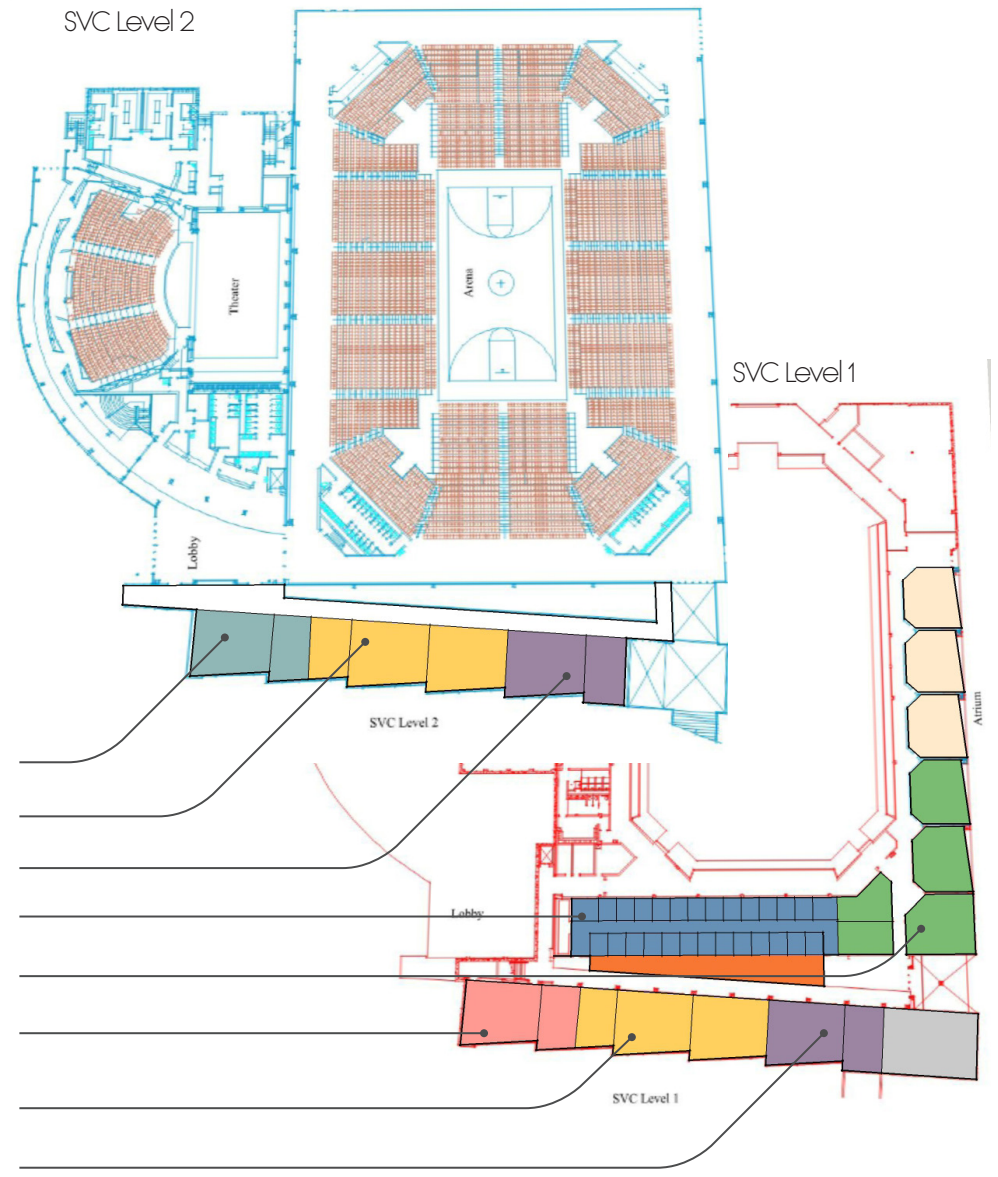 SVC Level 2
Theater
Arena
SVC Level 1
Lobby
SVC Level 2
Atrium
Lobby
SVC Level 1